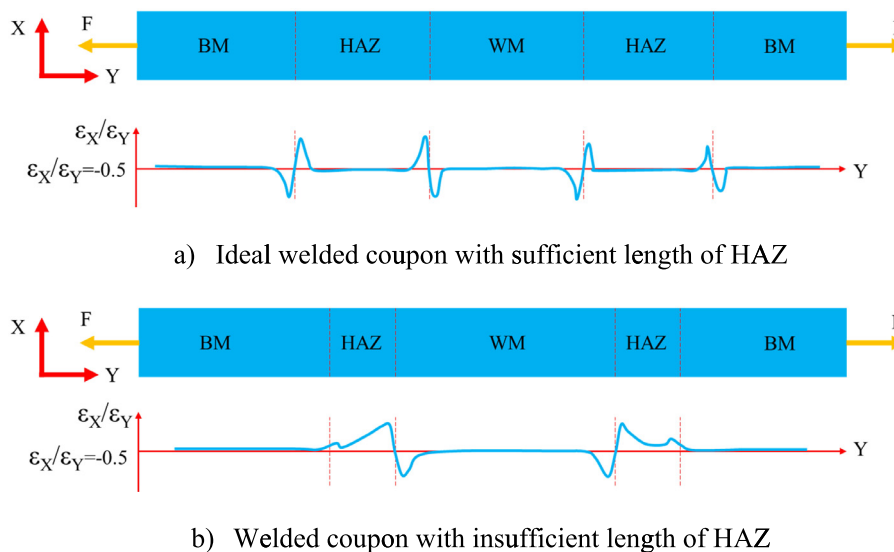 X
F
BM HAZ WM HAZ BM
Y
εX/εY
εX/εY=-0.5
Y
a) Ideal welded coupon with sufficient length of HAZ
X
F
BM HAZ WM HAZ BM
Y
εX/εY
εX/εY=-0.5
Y
b) Welded coupon with insufficient length of HAZ